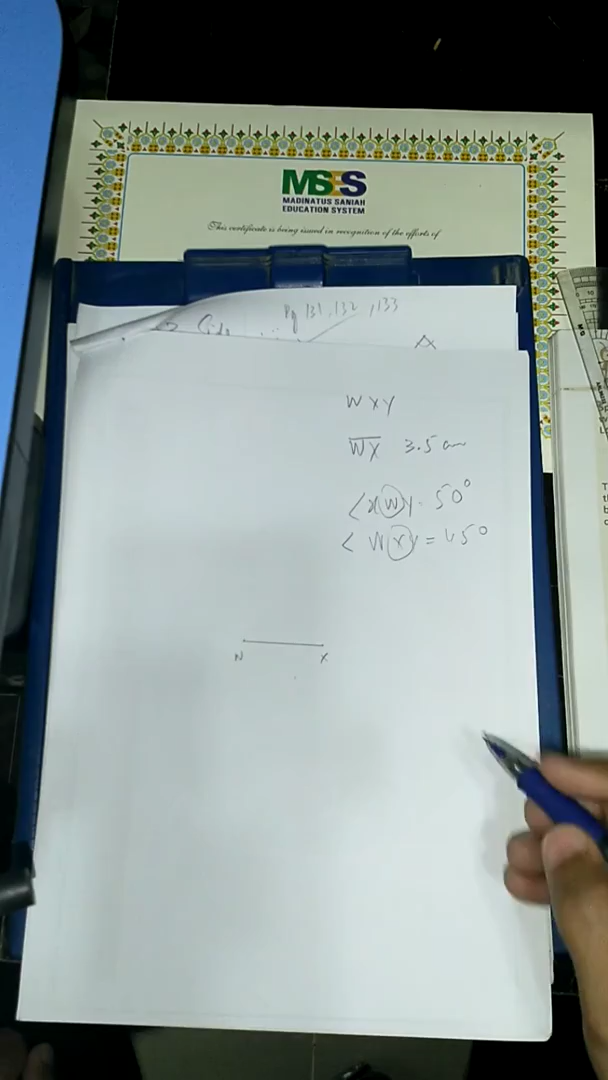 MSES
MADINATUS SANIAH
EDUCATION SYSTEM
This certificate is being issued in recognition of the efforts of
Pg 131, 132, 133
A
W X Y
WX 3.5 cm
<XWY = 50°
<WXY = 45°
W X